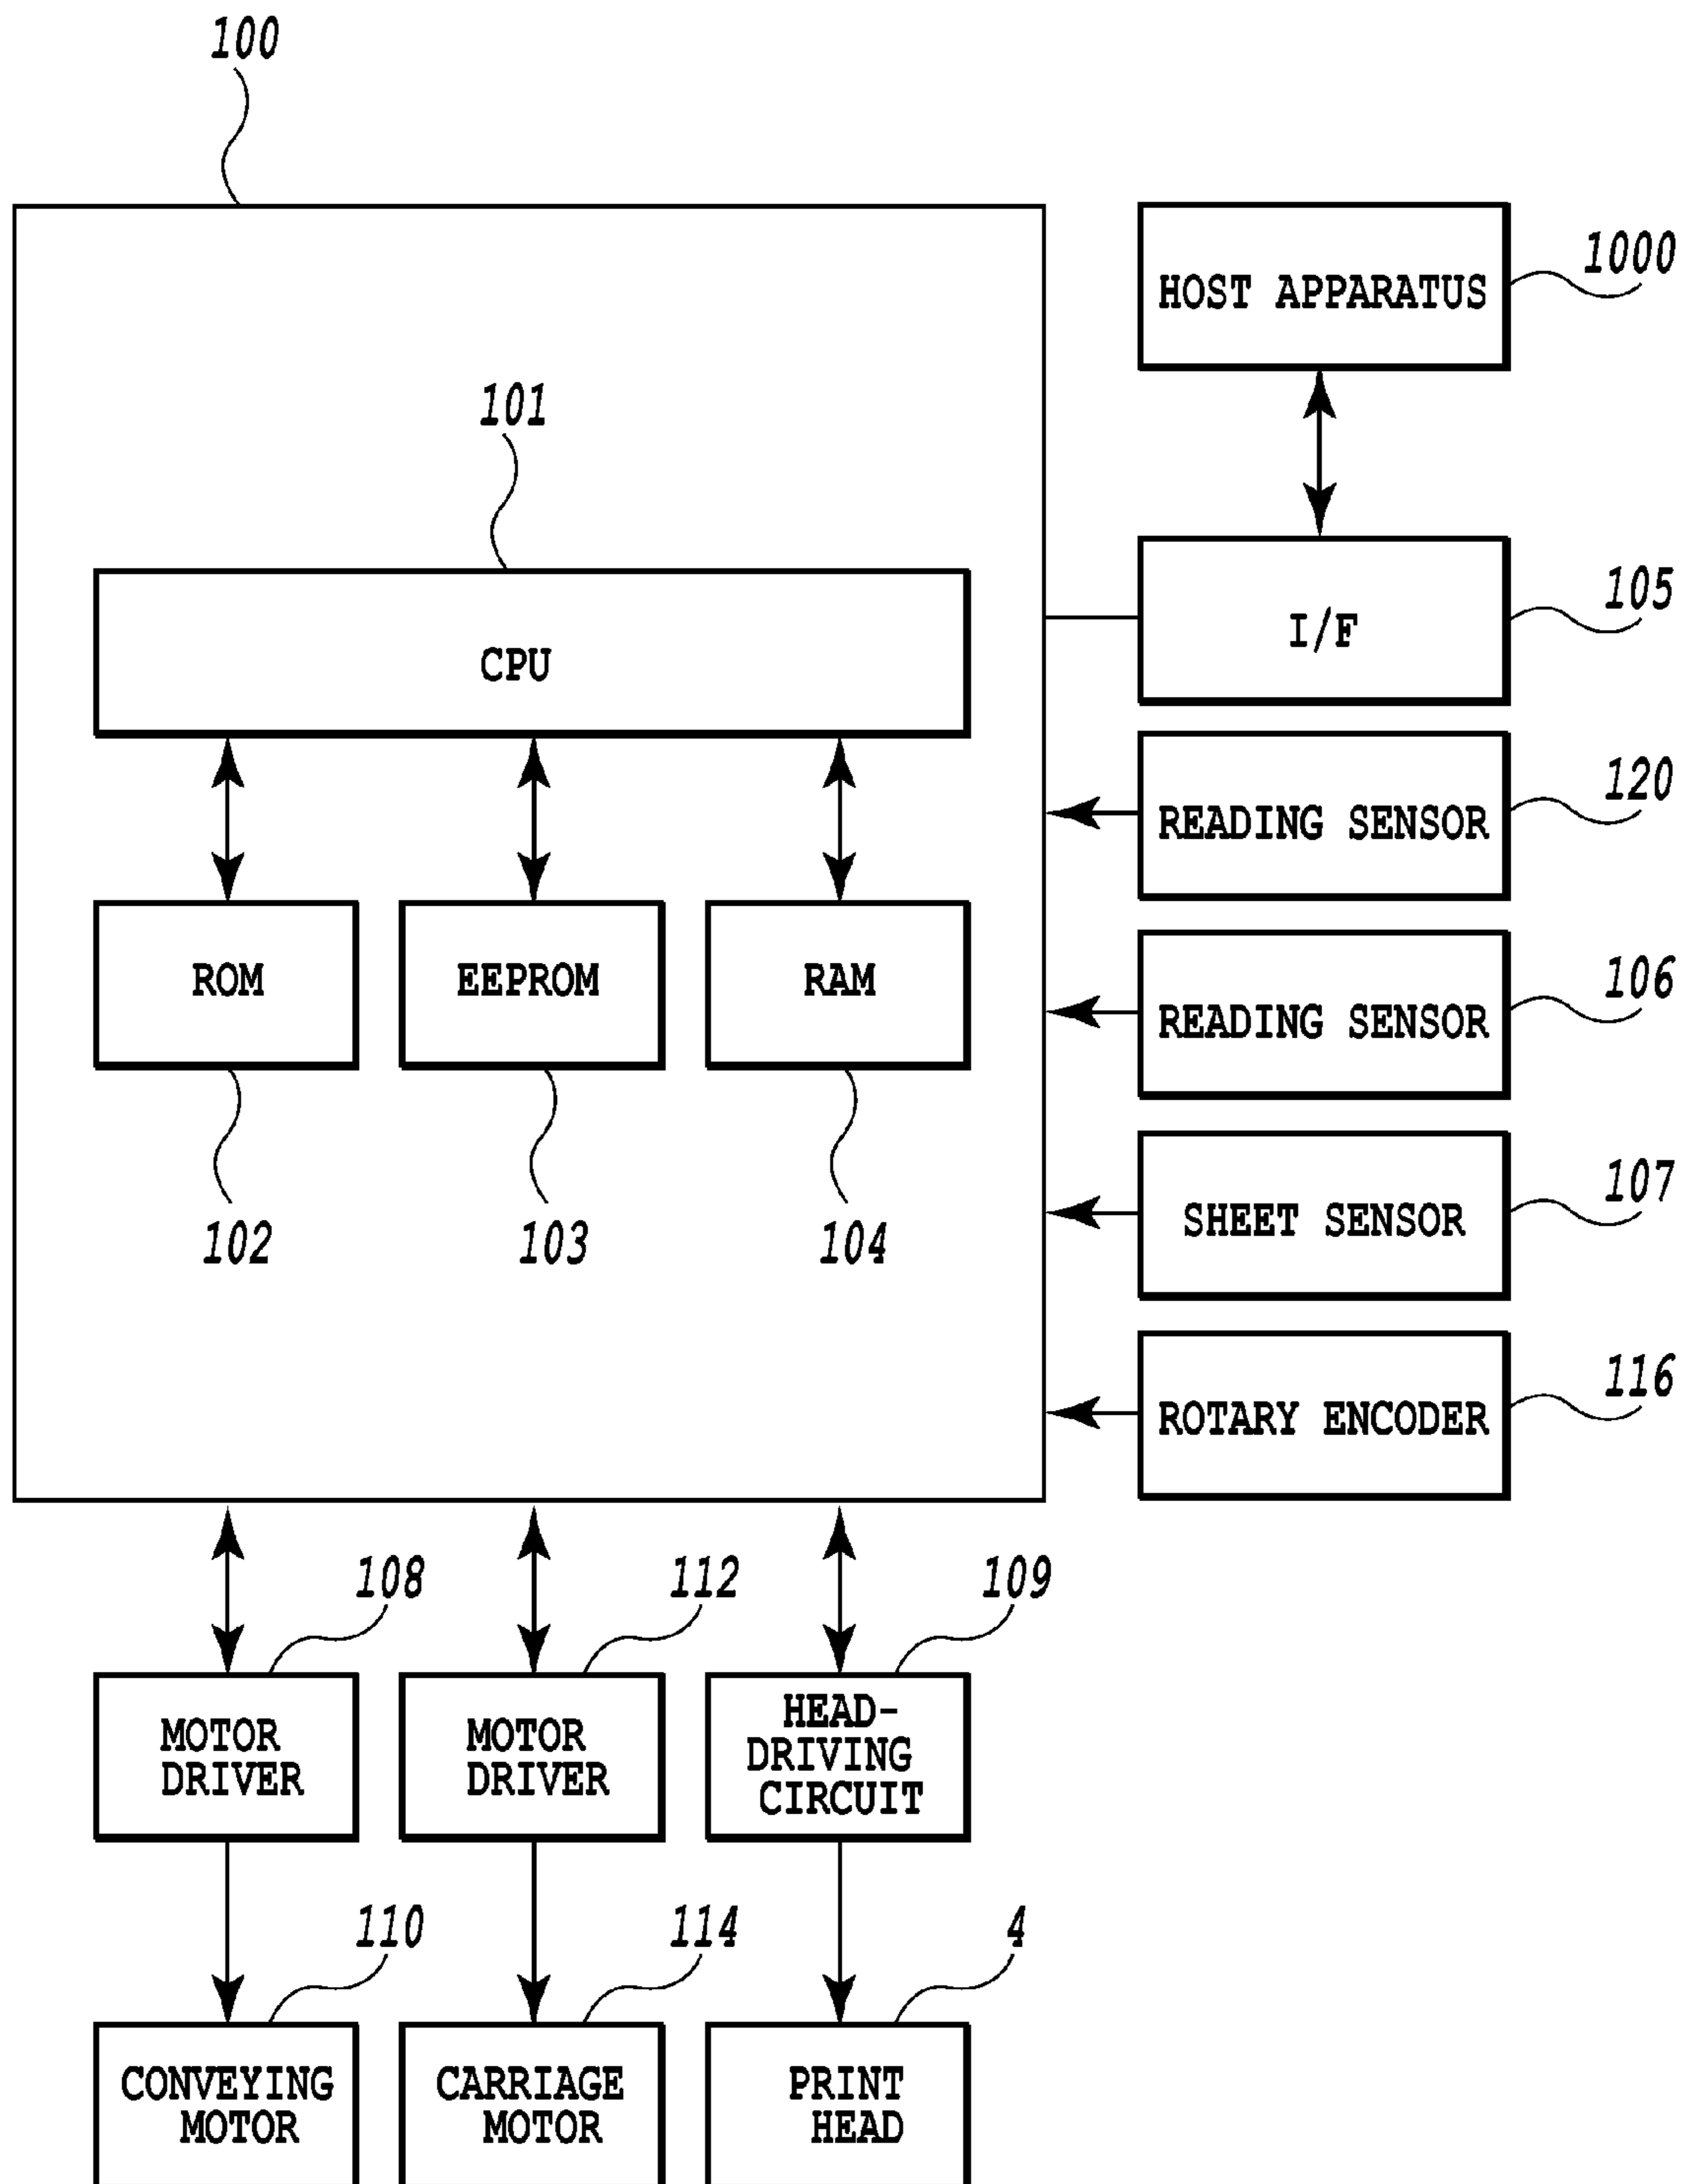 100
HOST APPARATUS
1000
101
CPU
I/F
105
READING SENSOR
120
ROM
EEPROM
RAM
READING SENSOR
106
102
103
104
SHEET SENSOR
107
ROTARY ENCODER
116
108
112
109
MOTOR
DRIVER
MOTOR
DRIVER
HEAD-
DRIVING
CIRCUIT
110
114
4
CONVEYING
MOTOR
CARRIAGE
MOTOR
PRINT
HEAD